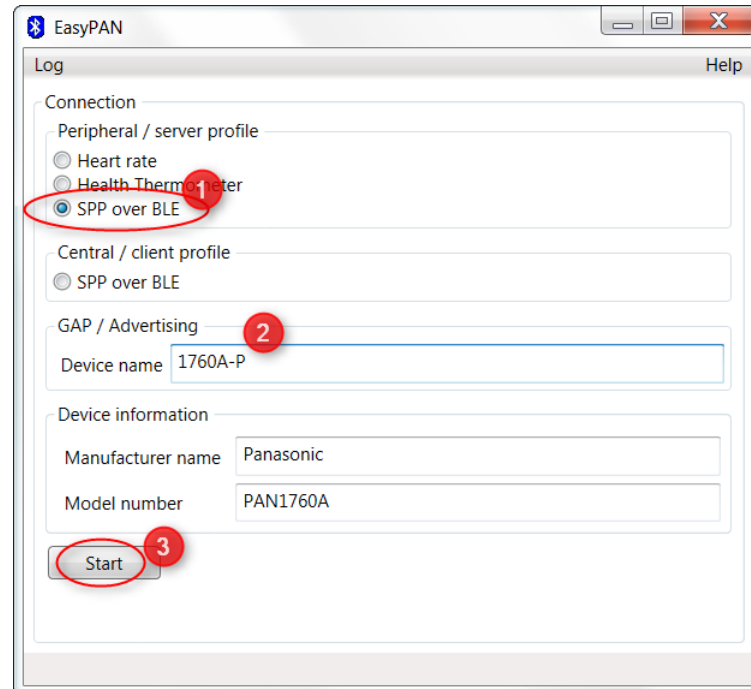 EasyPAN
Log Help
Connection
Peripheral / server profile
Heart rate
Health Thermometer
1
SPP over BLE
Central / client profile
SPP over BLE
GAP / Advertising
2
Device name 1760A-P
Device information
Manufacturer name Panasonic
Model number PAN1760A
3
Start